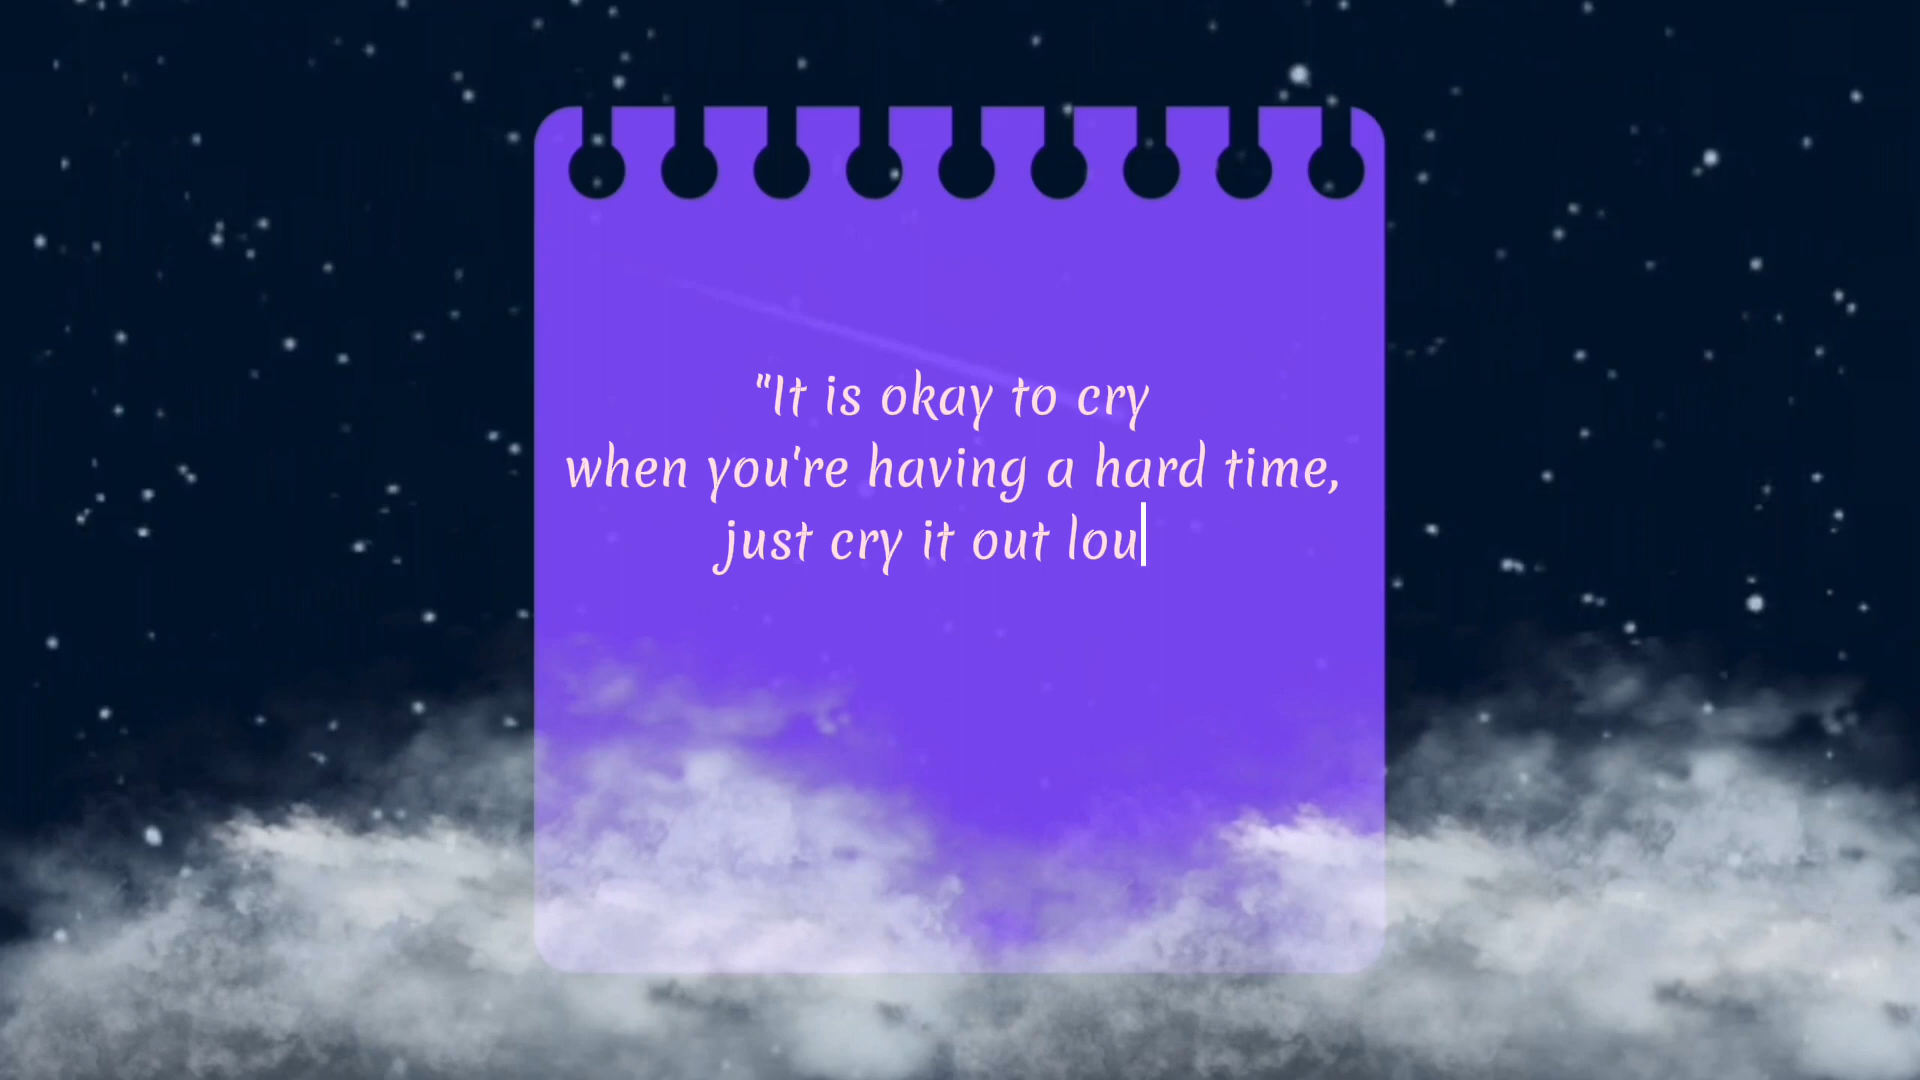 "It is okay to cry
when you're having a hard time,
just cry it out lou